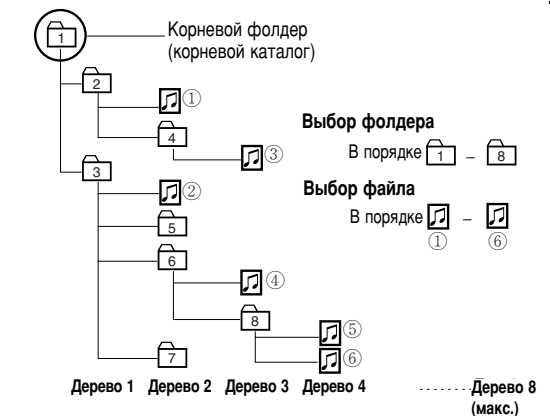 1
Корневой фолдер
(корневой каталог)
2
①
4
③
Выбор фолдера
В порядке 1 – 8
3
②
Выбор файла
В порядке –
① ⑥
5
6
④
8
⑤
7
⑥
Дерево 1 Дерево 2 Дерево 3 Дерево 4 ........ Дерево 8
(макс.)